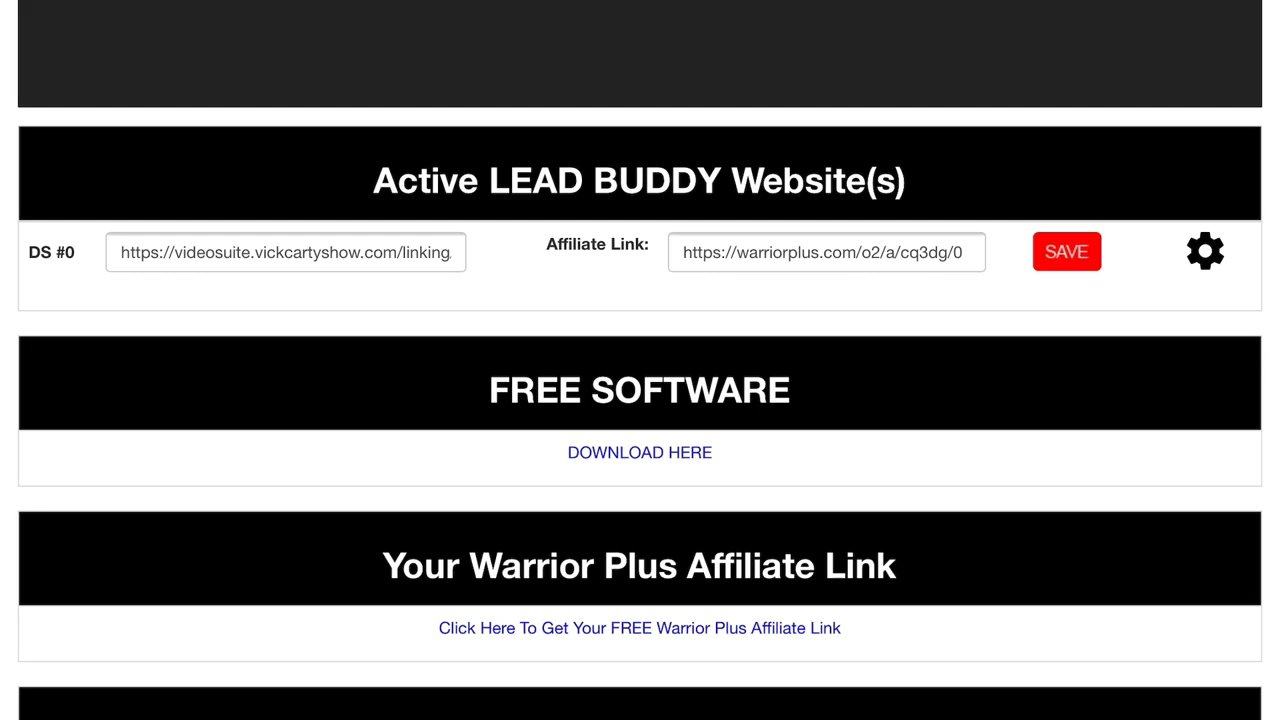 Active LEAD BUDDY Website(s)
DS #0 https://videosuite.vickcartyshow.com/linking Affiliate Link: https://warriorplus.com/o2/a/cq3dg/0 SAVE
FREE SOFTWARE
DOWNLOAD HERE
Your Warrior Plus Affiliate Link
Click Here To Get Your FREE Warrior Plus Affiliate Link